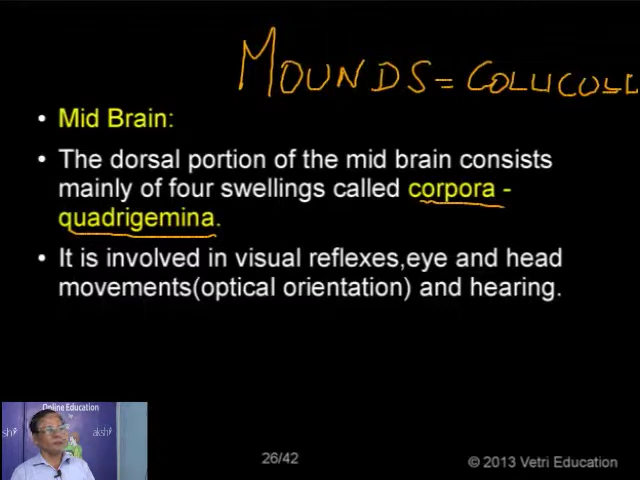 MOUNDS = COLLICULI
• Mid Brain:
• The dorsal portion of the mid brain consists
mainly of four swellings called corpora -
quadrigemina.
• It is involved in visual reflexes,eye and head
movements(optical orientation) and hearing.
Online Education
aksh
26/42
© 2013 Vetri Education